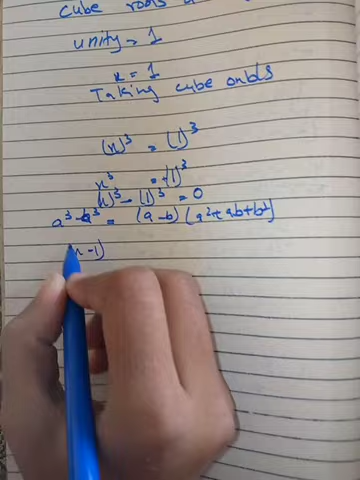 cube roots of
unity = 1
x = 1
Taking cube on b/s
(x)³ = (1)³
x³ = (1)³
(x)³ - (1)³ = 0
a³ - b³ = (a - b) (a² + ab + b²)
(x - 1)